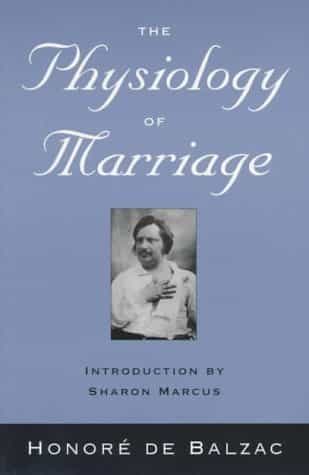 THE
Physiology
OF
Marriage
INTRODUCTION BY
SHARON MARCUS
HONORÉ DE BALZAC